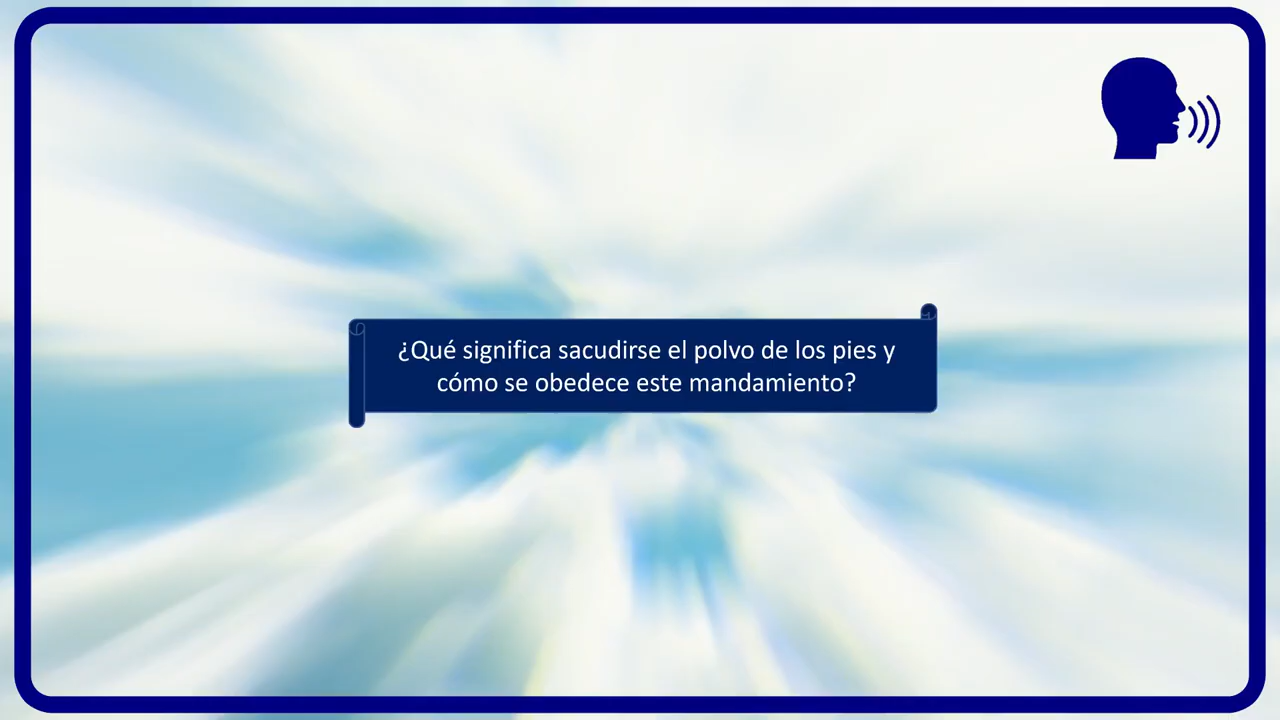 ¿Qué significa sacudirse el polvo de los pies y
cómo se obedece este mandamiento?